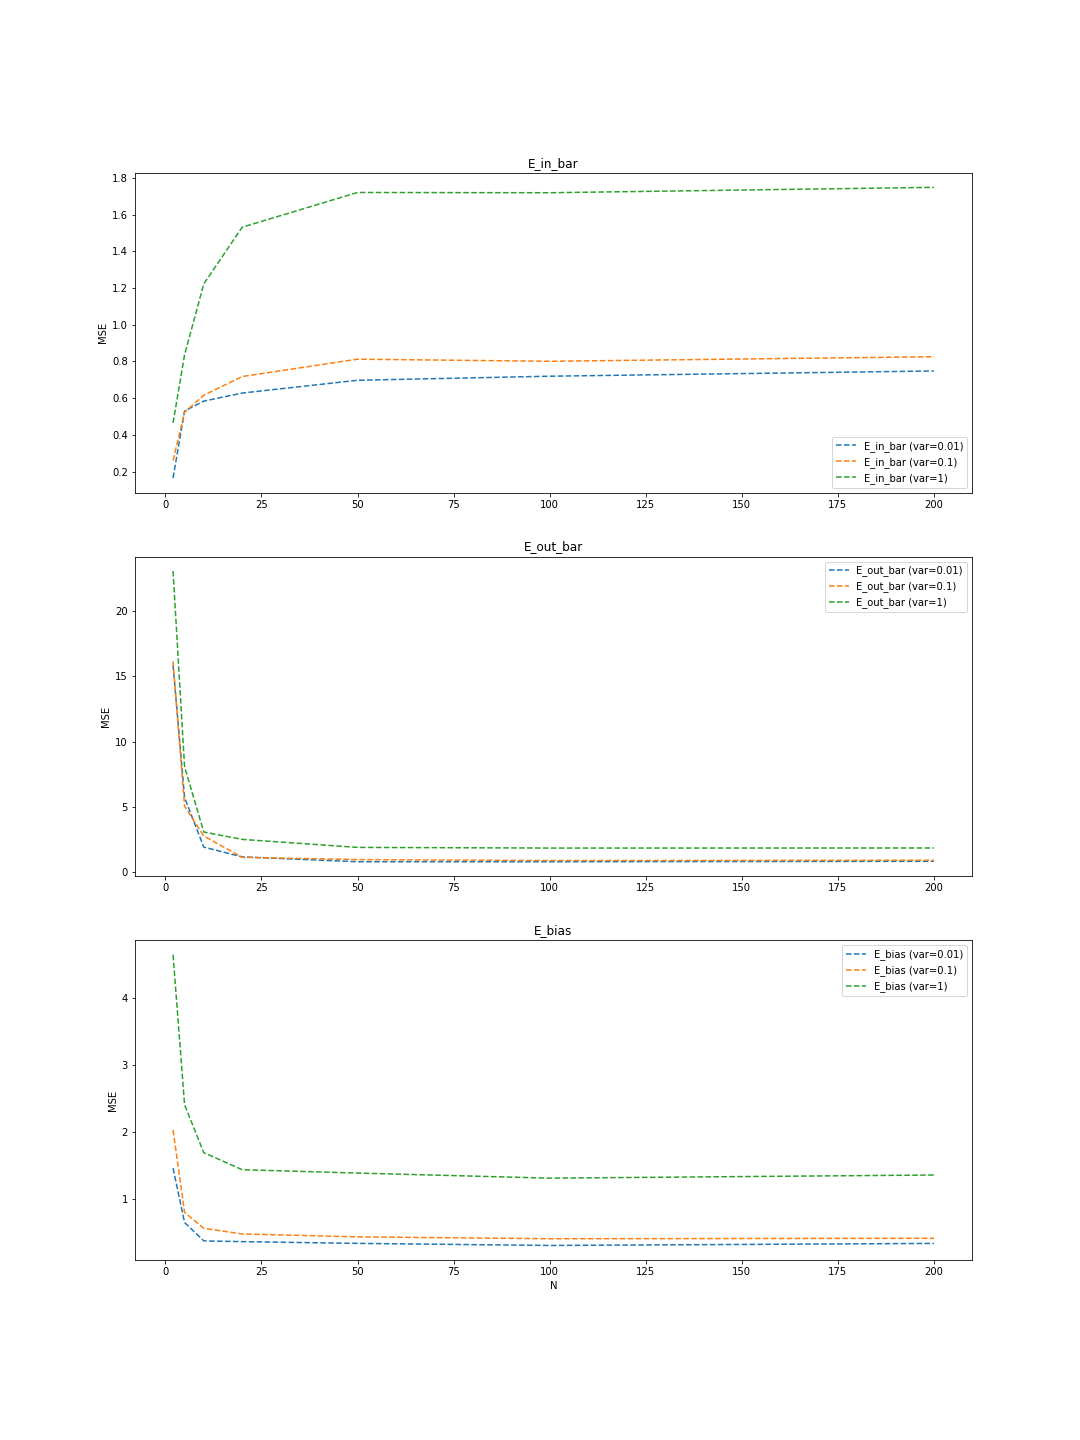 E_in_bar
1.8
1.6
1.4
1.2
1.0
0.8
0.6
0.4
0.2
MSE
E_in_bar (var=0.01)
E_in_bar (var=0.1)
E_in_bar (var=1)
0 25 50 75 100 125 150 175 200
E_out_bar
E_out_bar (var=0.01)
E_out_bar (var=0.1)
E_out_bar (var=1)
20
15
10
5
0
MSE
0 25 50 75 100 125 150 175 200
E_bias
E_bias (var=0.01)
E_bias (var=0.1)
E_bias (var=1)
4
3
2
1
MSE
0 25 50 75 100 125 150 175 200
N